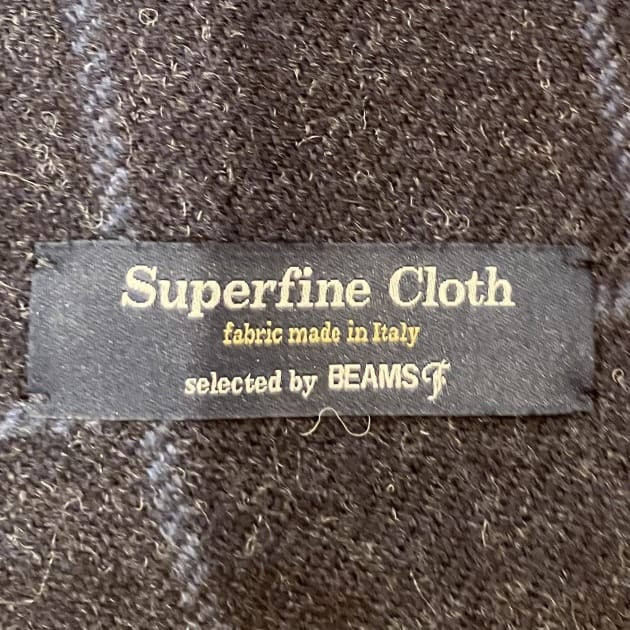 Superfine Cloth
fabric made in Italy
selected by BEAMS F